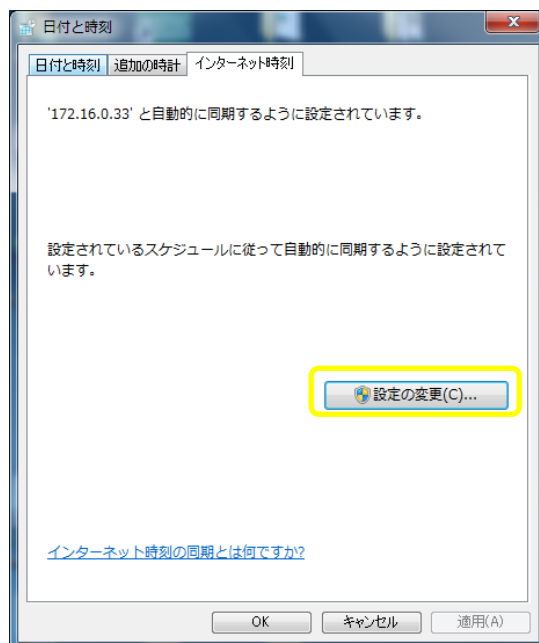 日付と時刻
日付と時刻 追加の時計 インターネット時刻
'172.16.0.33' と自動的に同期するように設定されています。
設定されているスケジュールに従って自動的に同期するように設定されて
います。
設定の変更(C)...
インターネット時刻の同期とは何ですか?
OK キャンセル 適用(A)